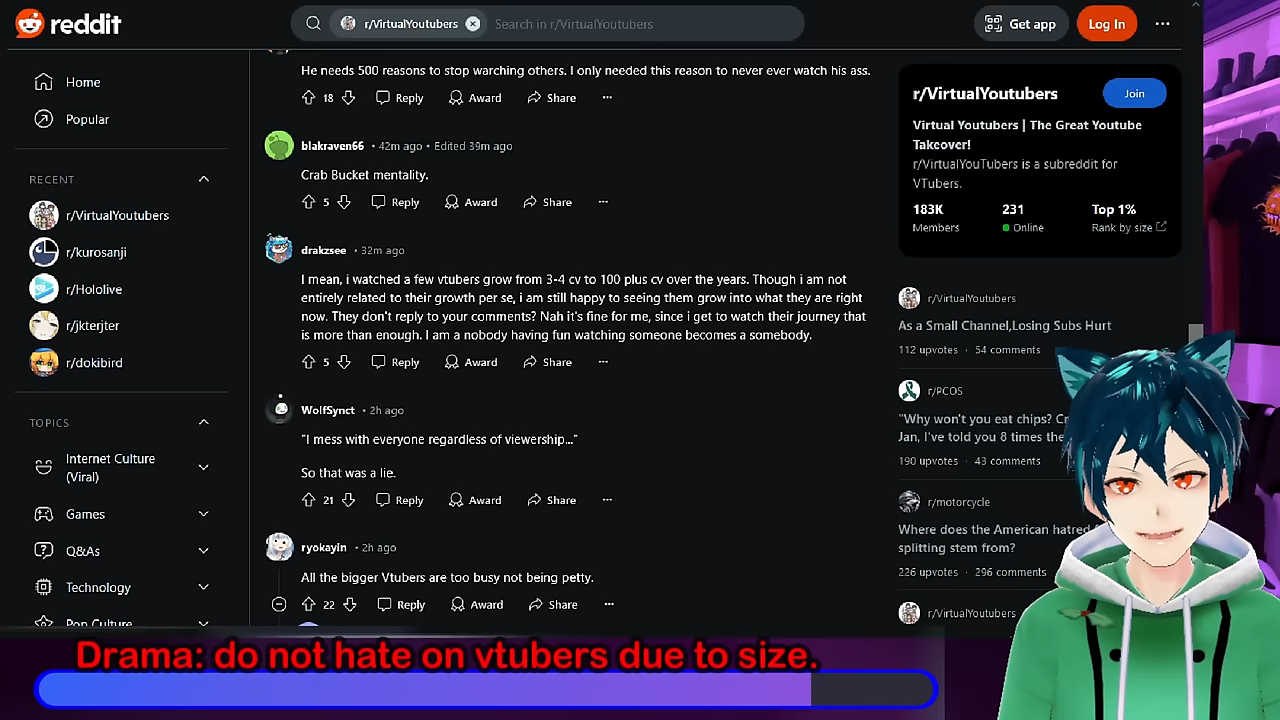 reddit
r/VirtualYoutubers
Search in r/VirtualYoutubers
Get app
Log In
Home
Popular
RECENT
r/VirtualYoutubers
r/kurosanji
r/Hololive
r/jkterjter
r/dokibird
TOPICS
Internet Culture
(Viral)
Games
Q&As
Technology
Pop Culture
He needs 500 reasons to stop warching others. I only needed this reason to never ever watch his ass.
18 Reply Award Share
blakraven66 • 42m ago • Edited 39m ago
Crab Bucket mentality.
5 Reply Award Share
drakzsee • 32m ago
I mean, i watched a few vtubers grow from 3-4 cv to 100 plus cv over the years. Though i am not
entirely related to their growth per se, i am still happy to seeing them grow into what they are right
now. They don't reply to your comments? Nah it's fine for me, since i get to watch their journey that
is more than enough. I am a nobody having fun watching someone becomes a somebody.
5 Reply Award Share
WolfSynct • 2h ago
"I mess with everyone regardless of viewership..."
So that was a lie.
21 Reply Award Share
ryokayin • 2h ago
All the bigger Vtubers are too busy not being petty.
22 Reply Award Share
r/VirtualYoutubers
Join
Virtual Youtubers | The Great Youtube
Takeover!
r/VirtualYouTubers is a subreddit for
VTubers.
183K 231 Top 1%
Members Online Rank by size
r/VirtualYoutubers
As a Small Channel,Losing Subs Hurt
112 upvotes • 54 comments
r/PCOS
"Why won't you eat chips?
Jan, I've told you 8 times the
190 upvotes • 43 comments
r/motorcycle
Where does the American hatred
splitting stem from?
226 upvotes • 296 comments
r/VirtualYoutubers
Drama: do not hate on vtubers due to size.